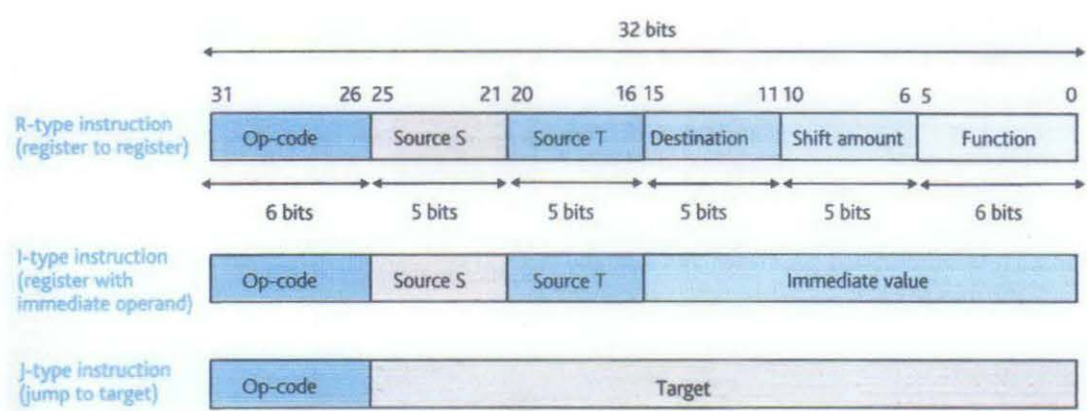 32 bits
31 26 25 21 20 16 15 11 10 6 5 0
R-type instruction
(register to register)
Op-code Source S Source T Destination Shift amount Function
6 bits 5 bits 5 bits 5 bits 5 bits 6 bits
I-type instruction
(register with
immediate operand)
Op-code Source S Source T Immediate value
J-type instruction
(jump to target)
Op-code Target